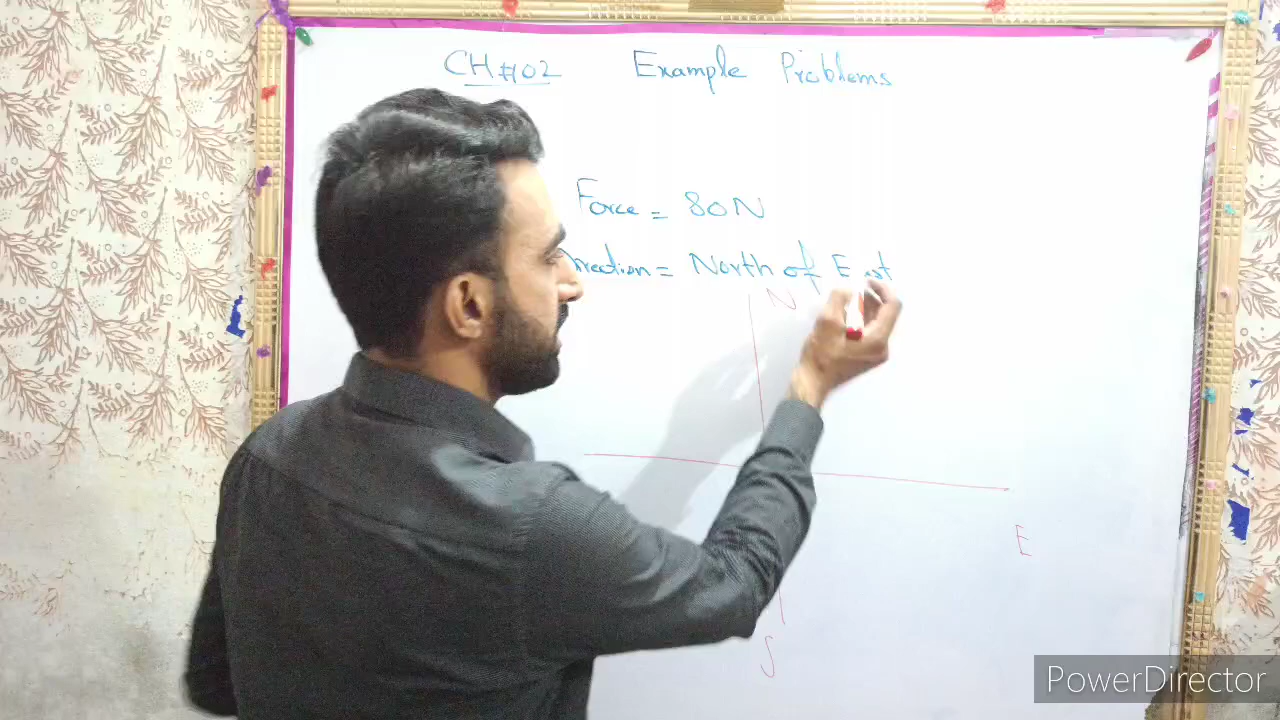 CH#02 Example Problems
Force = 80N
Direction = North of East
N
E
S
PowerDirector